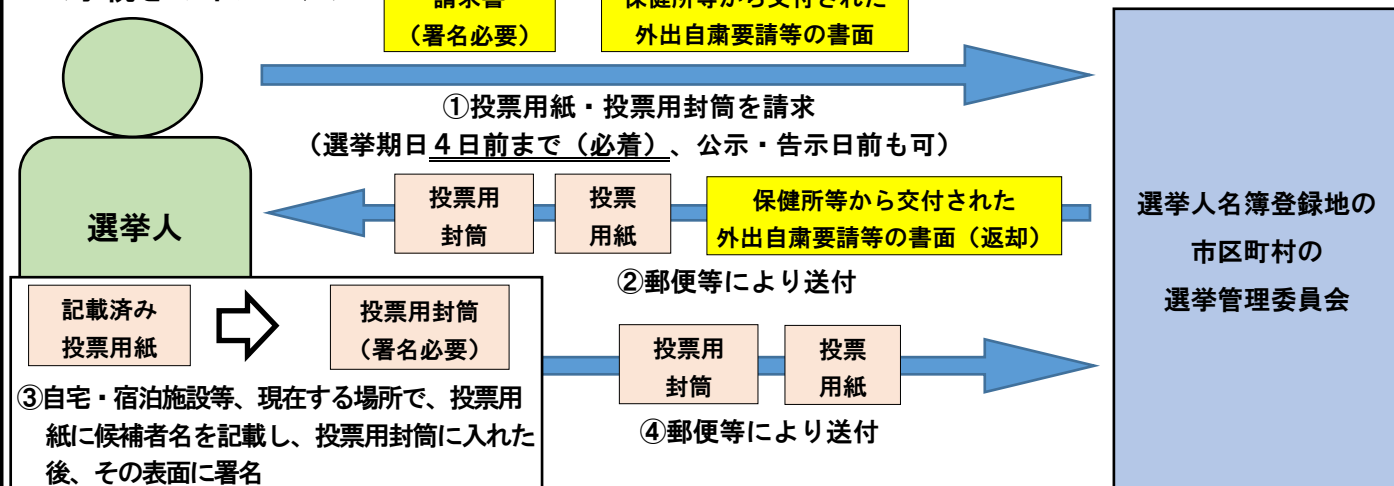 請求書
（署名必要）
保健所等から交付された
外出自粛要請等の書面
①投票用紙・投票用封筒を請求
（選挙期日４日前まで（必着）、公示・告示日前も可）
選挙人
投票用
封筒
投票
用紙
保健所等から交付された
外出自粛要請等の書面（返却）
②郵便等により送付
選挙人名簿登録地の
市区町村の
選挙管理委員会
記載済み
投票用紙
投票用封筒
（署名必要）
③自宅・宿泊施設等、現在する場所で、投票用
紙に候補者名を記載し、投票用封筒に入れた
後、その表面に署名
投票用
封筒
投票
用紙
④郵便等により送付